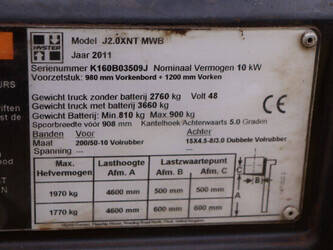 HYSTER
Model J2.0XNT MWB
Jaar 2011
Serienummer K160B03509J Nominaal Vermogen 10 kW
Voorzetstuk: 980 mm Vorkenbord + 1200 mm Vorken
Gewicht truck zonder batterij 2760 kg Volt 48
Gewicht truck met batterij 3660 kg
Gewicht Batterij: Min 810 kg Max 900 kg
Spoorbreedte voor 908 mm Kantelhoek Achterwaarts 5.0 Graden
Banden Voor Achter
Maat: 200/50-10 Volrubber 15X4.5-8/3.0 Dubbele Volrubber
Spanning: ---
Max. Hefvermogen Lasthoogte Afm. A Lastzwaartepunt Afm. B Afm. C
1970 kg 4600 mm 500 mm 500 mm
1770 kg 4600 mm 600 mm 600 mm
C
B
A
URS